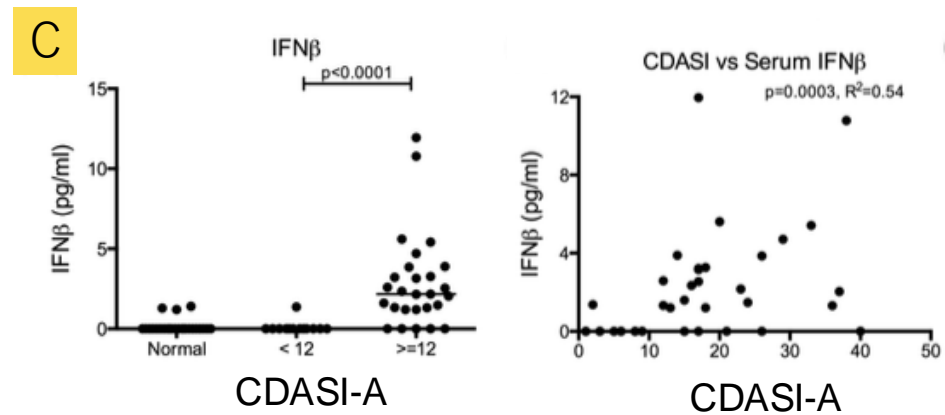 C
IFNβ
p<0.0001
IFNβ (pg/ml)
15
10
5
0
Normal
< 12
>=12
CDASI-A
CDASI vs Serum IFNβ
p=0.0003, R²=0.54
IFNβ (pg/ml)
12
8
4
0
0
10
20
30
40
50
CDASI-A